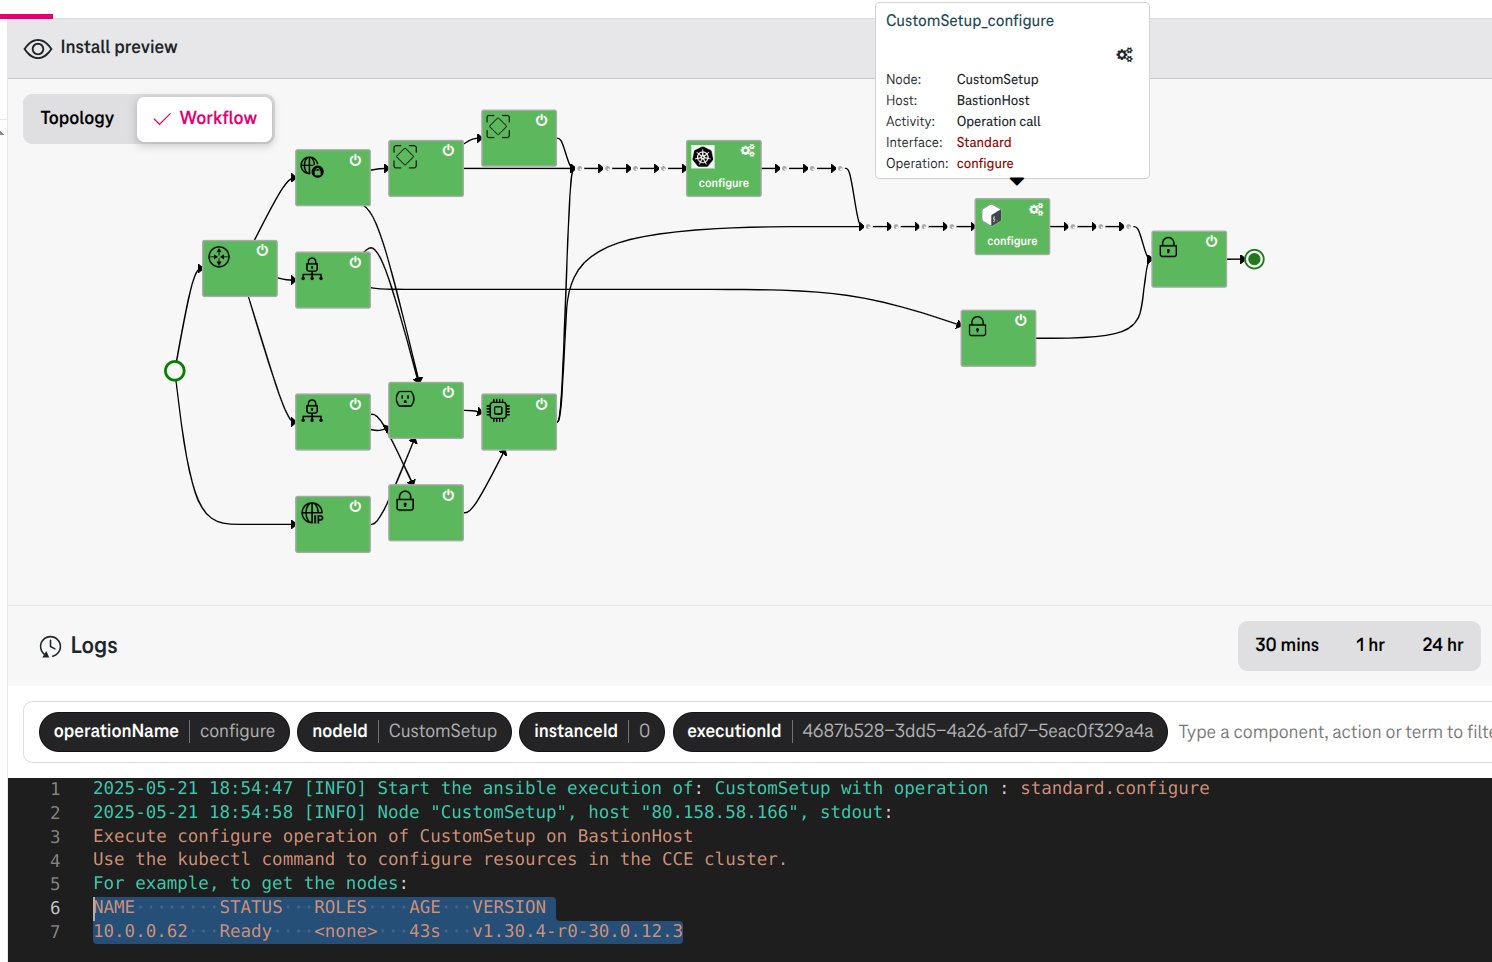 CustomSetup_configure
Install preview
Node: CustomSetup
Host: BastionHost
Activity: Operation call
Interface: Standard
Operation: configure
Topology
Workflow
configure
configure
IP
Logs
30 mins 1 hr 24 hr
operationName configure nodeId CustomSetup instanceId 0 executionId 4687b528-3dd5-4a26-afd7-5eac0f329a4a Type a component, action or term to filte
1 2025-05-21 18:54:47 [INFO] Start the ansible execution of: CustomSetup with operation : standard.configure
2 2025-05-21 18:54:58 [INFO] Node "CustomSetup", host "80.158.58.166", stdout:
3 Execute configure operation of CustomSetup on BastionHost
4 Use the kubectl command to configure resources in the CCE cluster.
5 For example, to get the nodes:
6 NAME········STATUS···ROLES····AGE···VERSION
7 10.0.0.62···Ready····<none>···43s···v1.30.4-r0-30.0.12.3